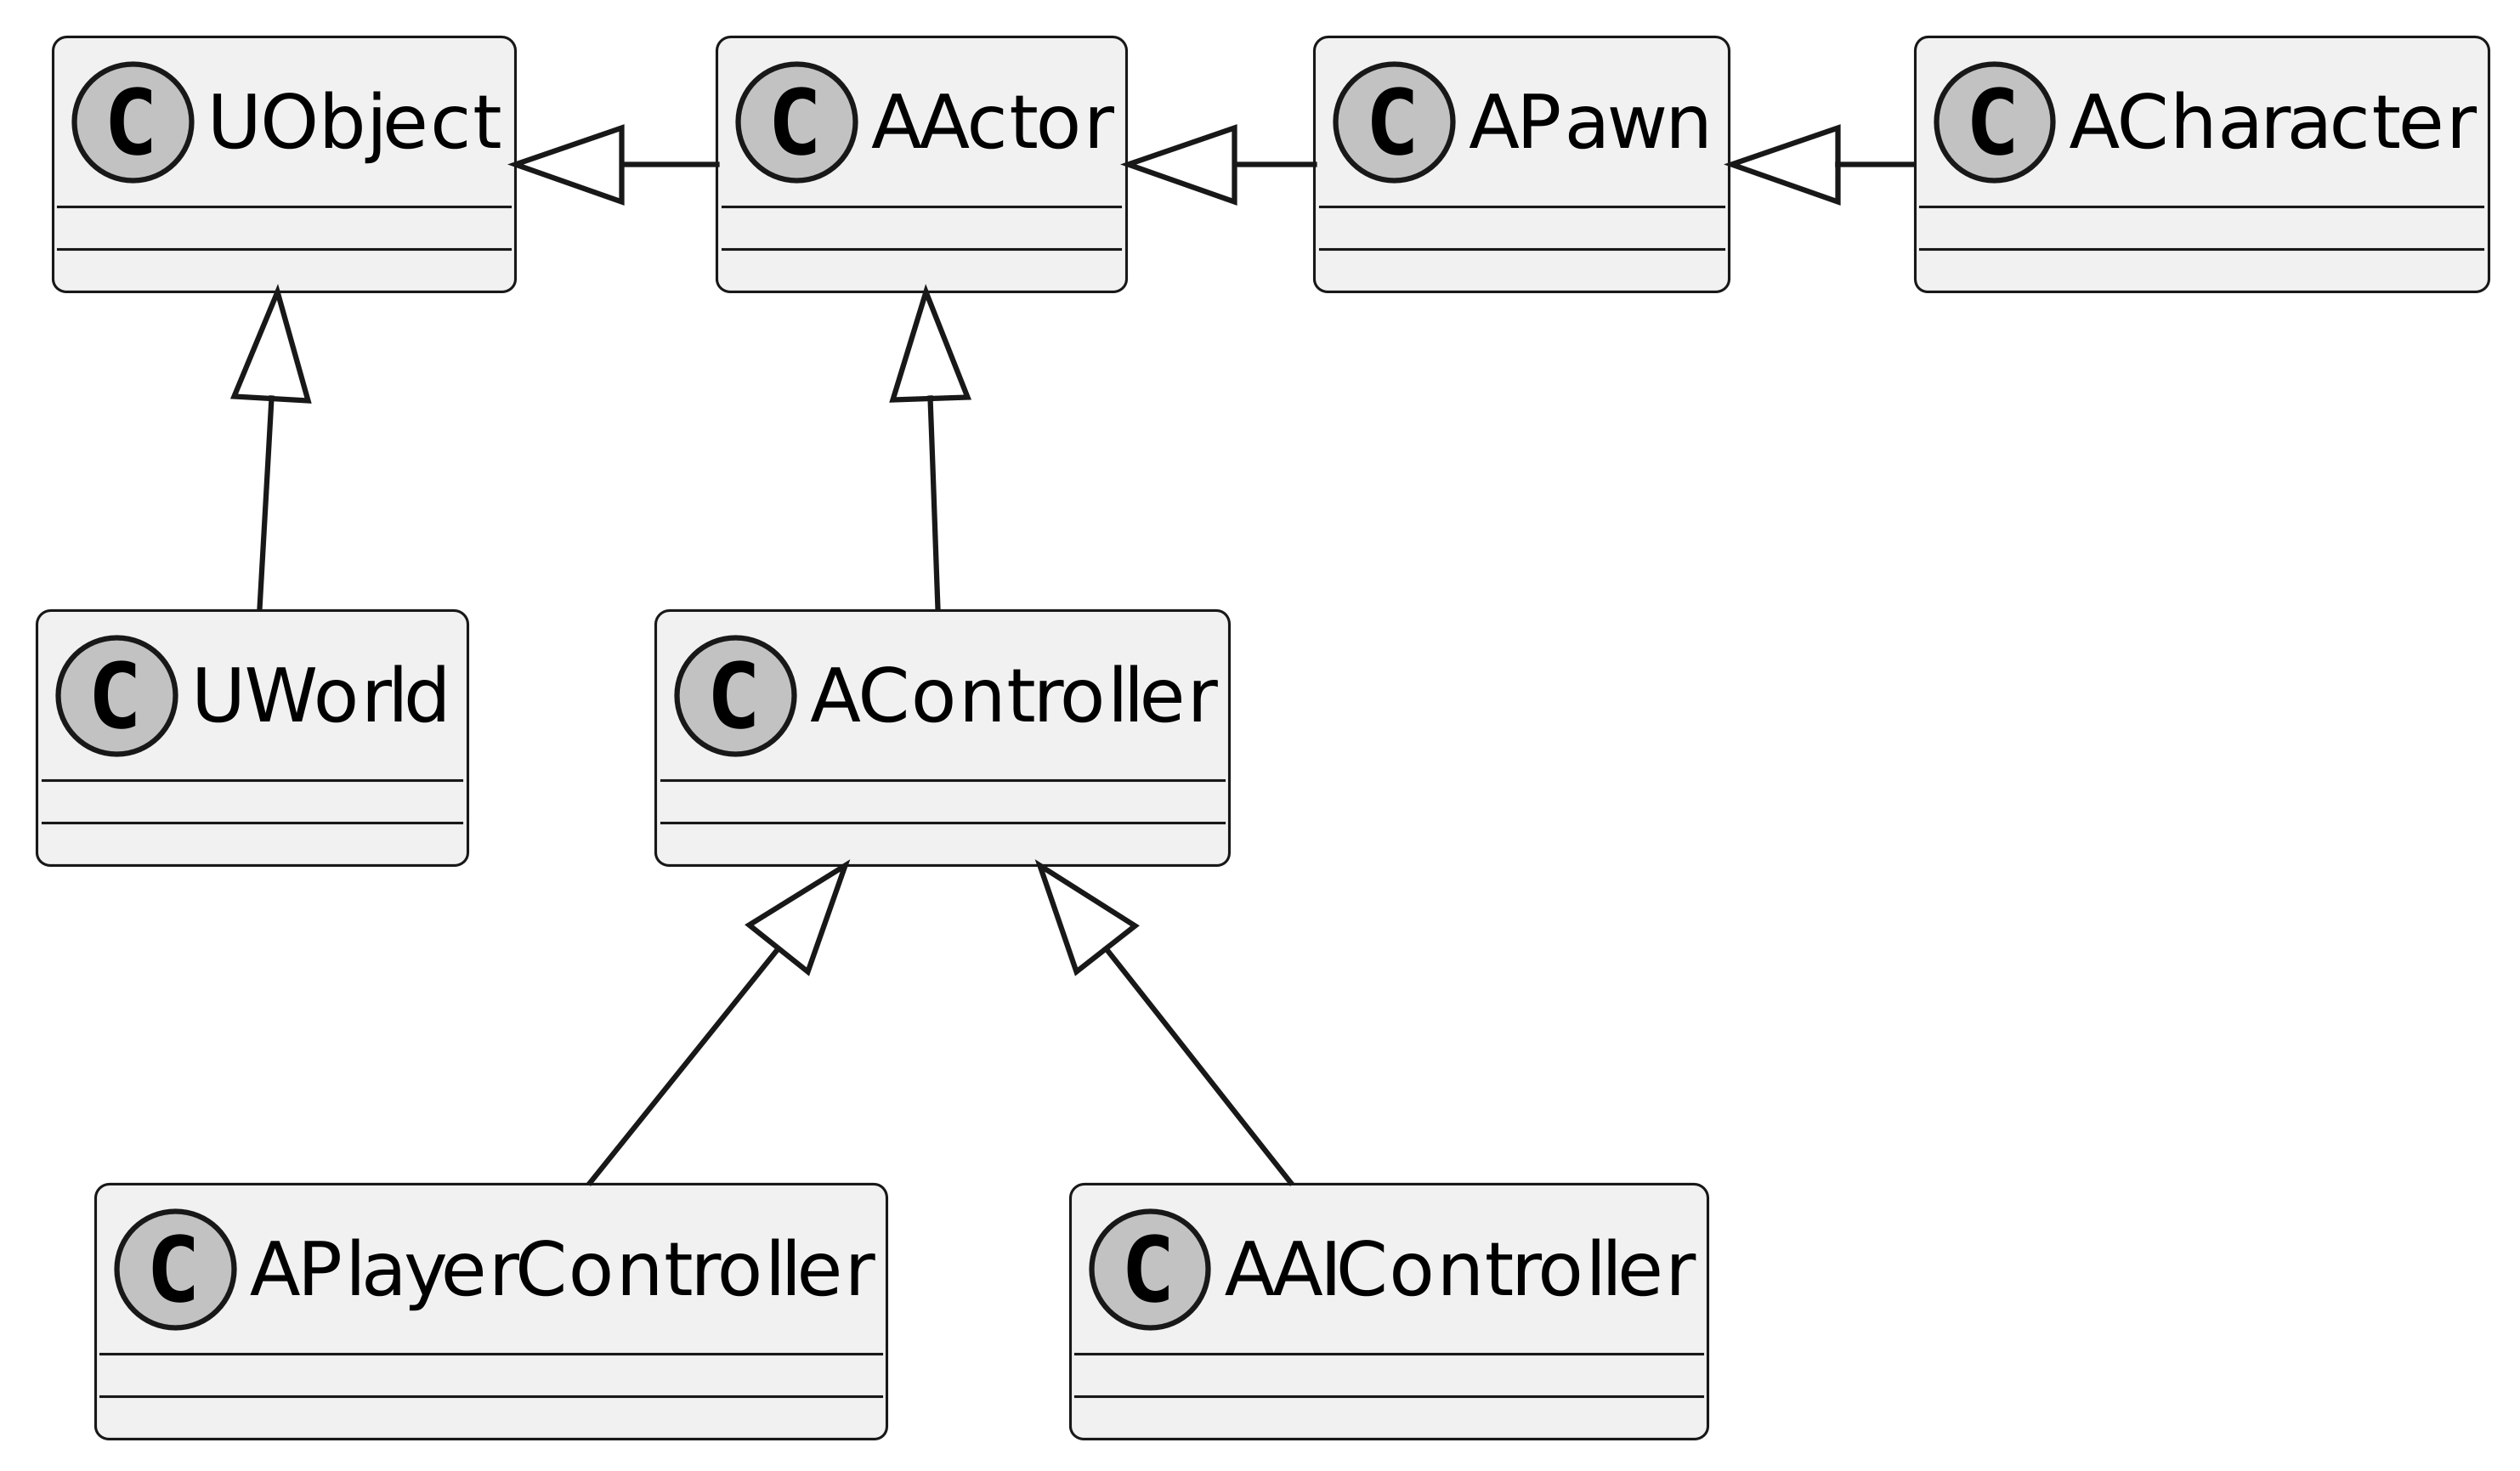 C UObject
C AActor
C APawn
C ACharacter
C UWorld
C AController
C APlayerController
C AAIController